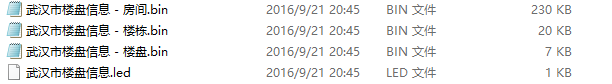 武汉市楼盘信息 - 房间.bin 2016/9/21 20:45 BIN 文件 230 KB
武汉市楼盘信息 - 楼栋.bin 2016/9/21 20:45 BIN 文件 20 KB
武汉市楼盘信息 - 楼盘.bin 2016/9/21 20:45 BIN 文件 7 KB
武汉市楼盘信息.led 2016/9/21 20:45 LED 文件 1 KB